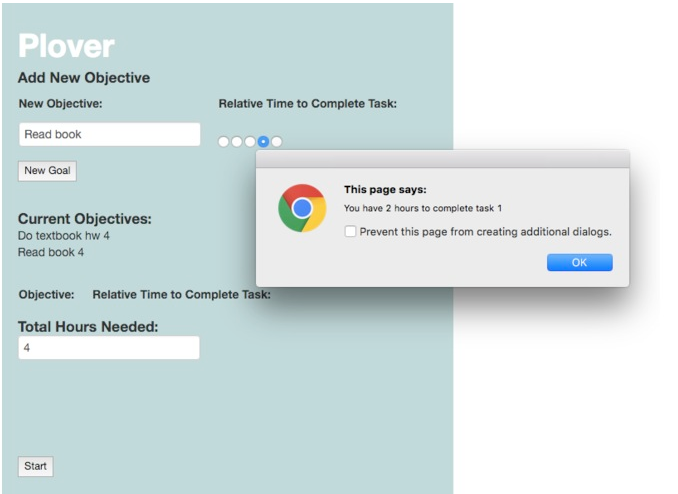 Plover
Add New Objective
New Objective: Relative Time to Complete Task:
Read book
New Goal
This page says:
You have 2 hours to complete task 1
Prevent this page from creating additional dialogs.
OK
Current Objectives:
Do textbook hw 4
Read book 4
Objective: Relative Time to Complete Task:
Total Hours Needed:
4
Start